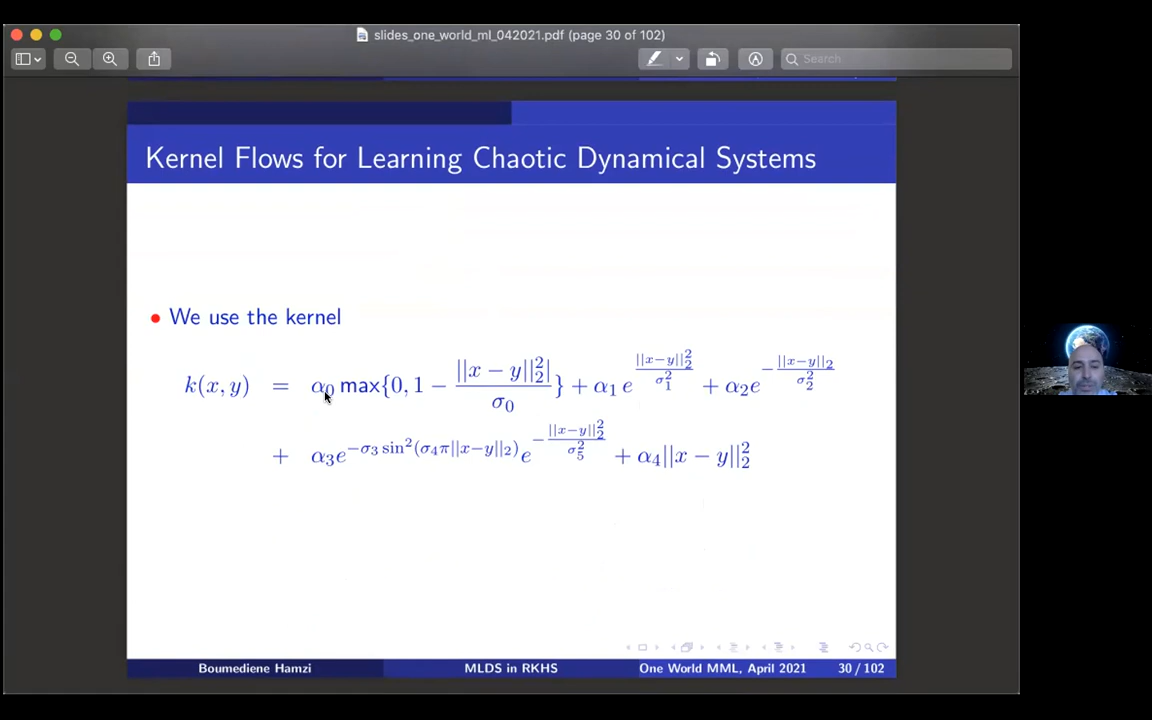 slides_one_world_ml_042021.pdf (page 30 of 102)
Search
Kernel Flows for Learning Chaotic Dynamical Systems
We use the kernel
k(x, y) = α₀ max{0, 1 − ||x−y||₂²| / σ₀} + α₁ e^{||x−y||₂² / σ₁²} + α₂e^{−||x−y||₂ / σ₂²}
+ α₃e^{−σ₃ sin²(σ₄π||x−y||₂)}e^{−||x−y||₂² / σ₅²} + α₄||x − y||₂²
Boumediene Hamzi MLDS in RKHS One World MML, April 2021 30 / 102